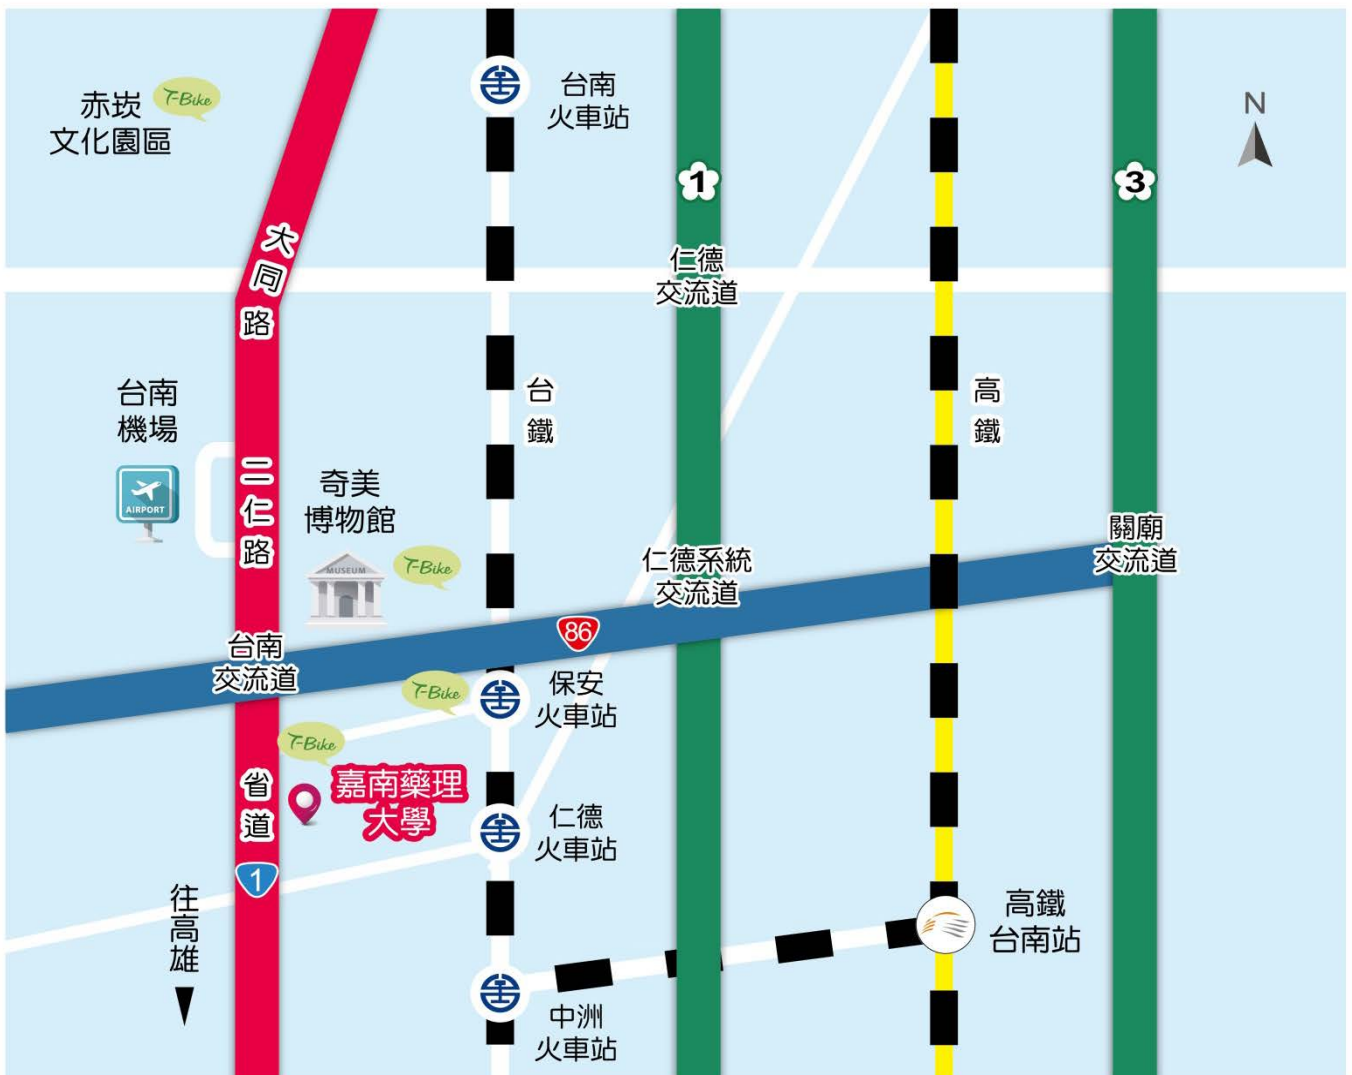 台南
火車站
N
赤崁
文化園區
T-Bike
1
3
大同路
仁德
交流道
台南
機場
AIRPORT
二仁路
奇美
博物館
MUSEUM
T-Bike
台鐵
高鐵
仁德系統
交流道
關廟
交流道
86
台南
交流道
T-Bike
保安
火車站
T-Bike
嘉南藥理
大學
省道
1
仁德
火車站
往高雄
高鐵
台南站
中洲
火車站